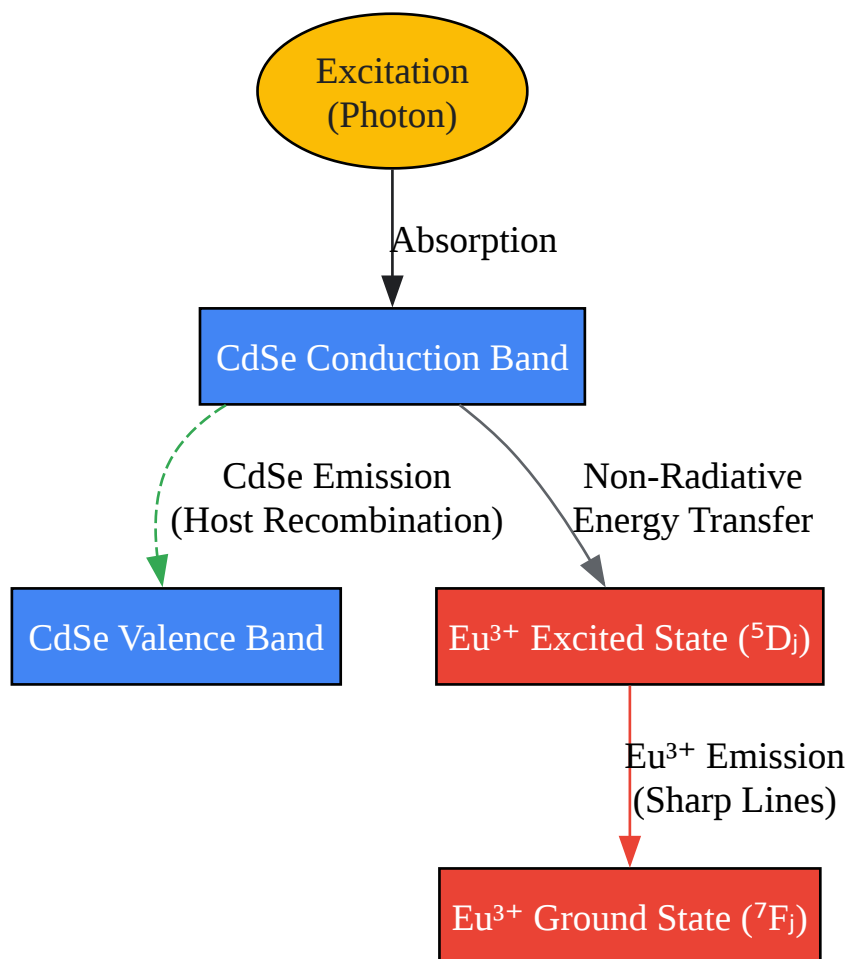 Excitation
(Photon)
Absorption
CdSe Conduction Band
CdSe Emission
(Host Recombination)
Non-Radiative
Energy Transfer
CdSe Valence Band
Eu³⁺ Excited State (⁵Dⱼ)
Eu³⁺ Emission
(Sharp Lines)
Eu³⁺ Ground State (⁷Fⱼ)